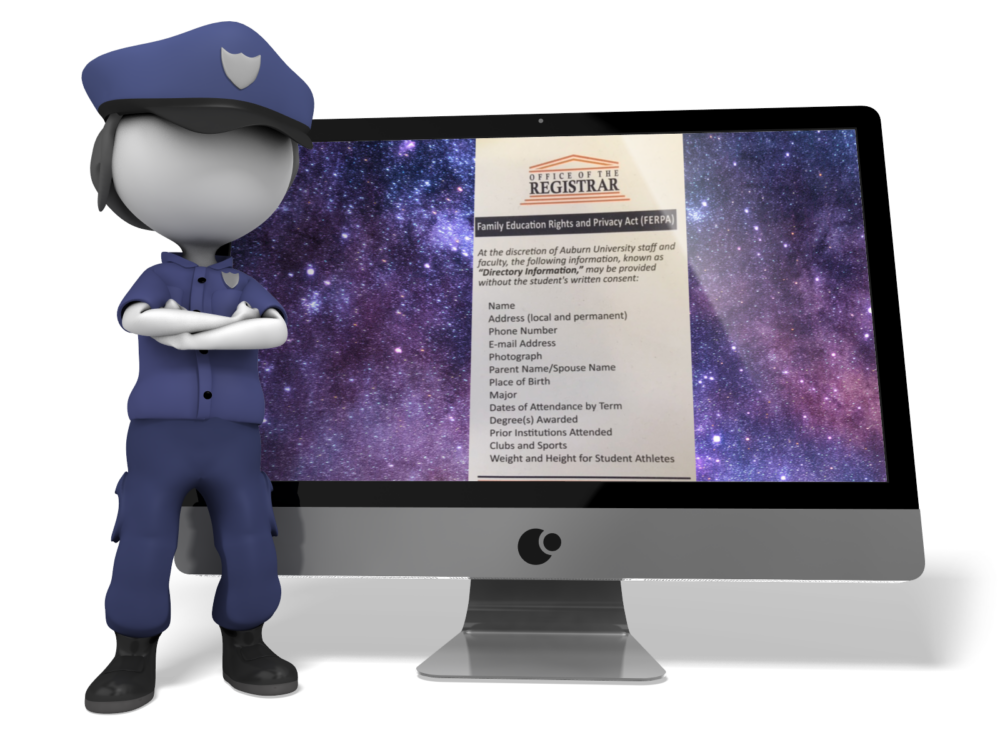 OFFICE OF THE
REGISTRAR
Family Education Rights and Privacy Act (FERPA)
At the discretion of Auburn University staff and
faculty, the following information, known as
"Directory Information," may be provided
without the student's written consent:
Name
Address (local and permanent)
Phone Number
E-mail Address
Photograph
Parent Name/Spouse Name
Place of Birth
Major
Dates of Attendance by Term
Degree(s) Awarded
Prior Institutions Attended
Clubs and Sports
Weight and Height for Student Athletes